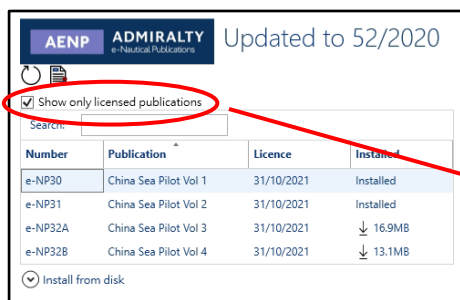 AENP ADMIRALTY
e-Nautical Publications
Updated to 52/2020
Show only licensed publications
Search:
Number Publication Licence Installed
e-NP30 China Sea Pilot Vol 1 31/10/2021 Installed
e-NP31 China Sea Pilot Vol 2 31/10/2021 Installed
e-NP32A China Sea Pilot Vol 3 31/10/2021 16.9MB
e-NP32B China Sea Pilot Vol 4 31/10/2021 13.1MB
Install from disk